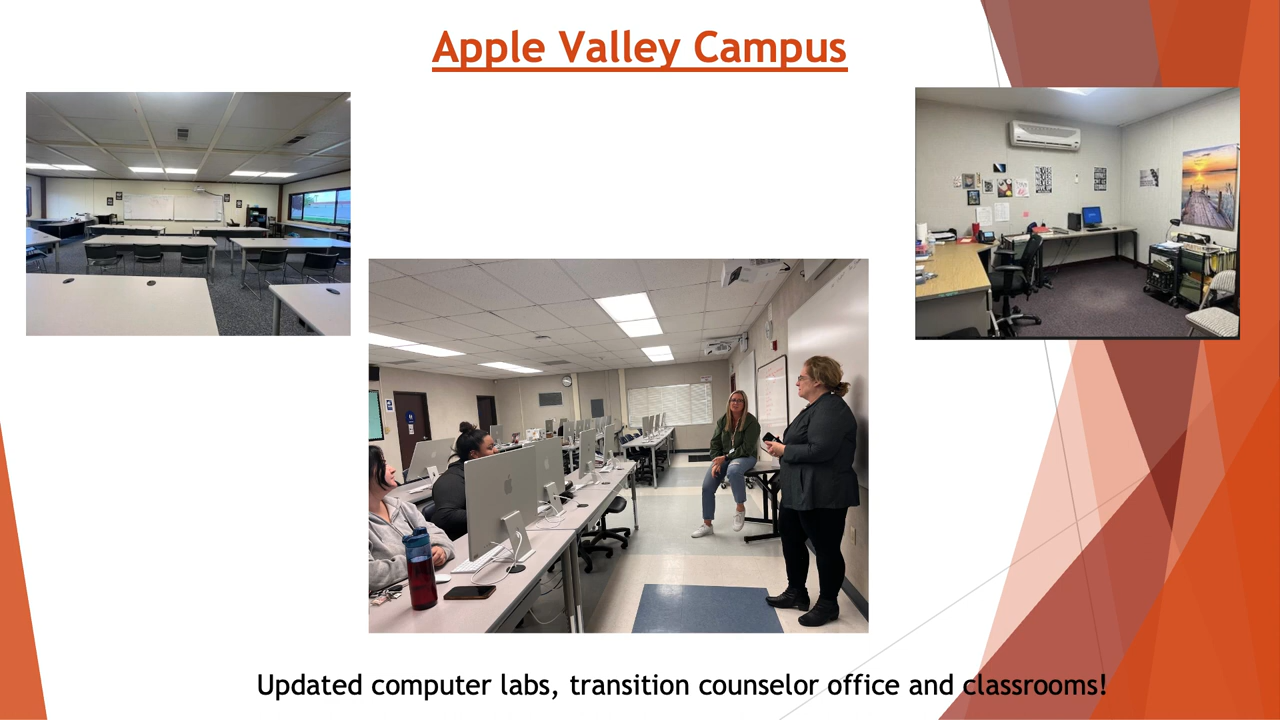 Apple Valley Campus
Updated computer labs, transition counselor office and classrooms!